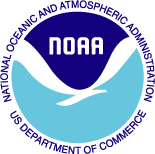 NATIONAL OCEANIC AND ATMOSPHERIC ADMINISTRATION
NOAA
US DEPARTMENT OF COMMERCE